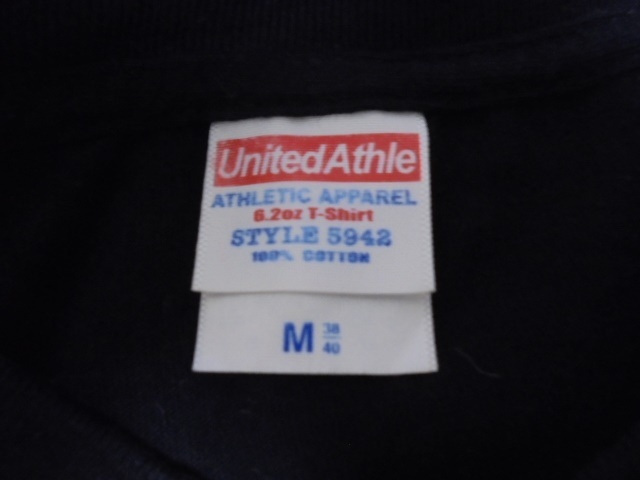 UnitedAthle
ATHLETIC APPAREL
6.2oz T-Shirt
STYLE 5942
100% COTTON
M 38
40